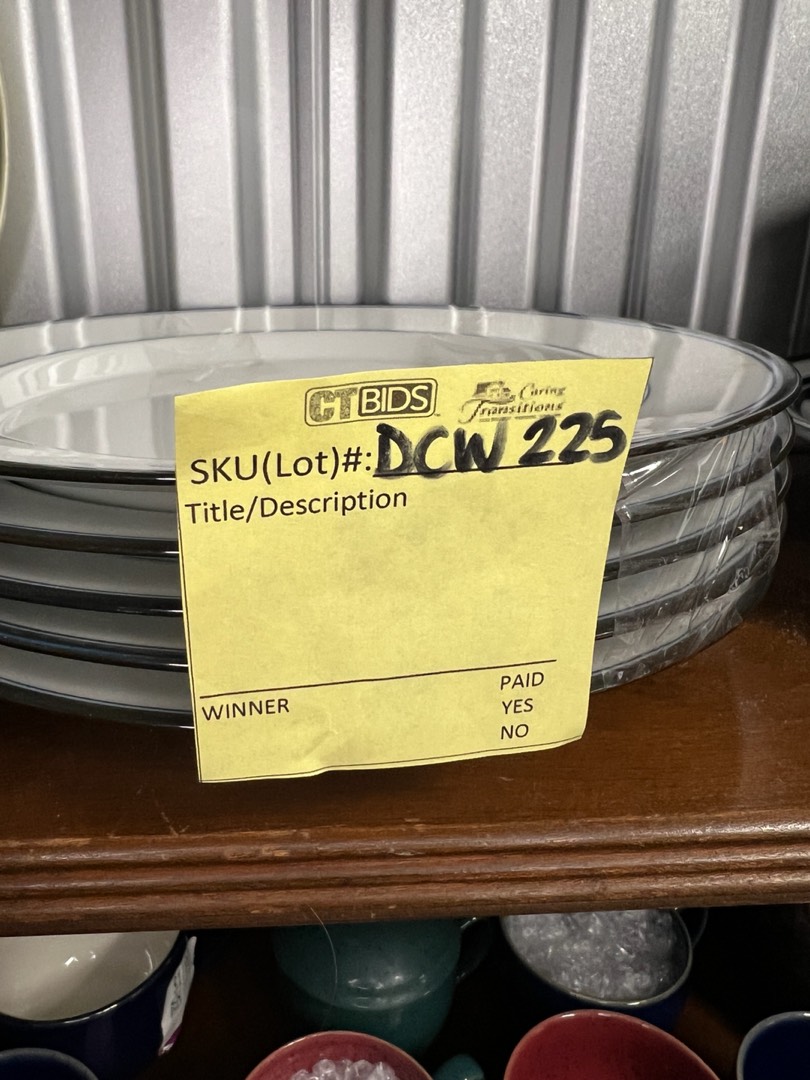 CTBIDS Caring Transitions
SKU(Lot)#: DCW 225
Title/Description
WINNER
PAID
YES
NO